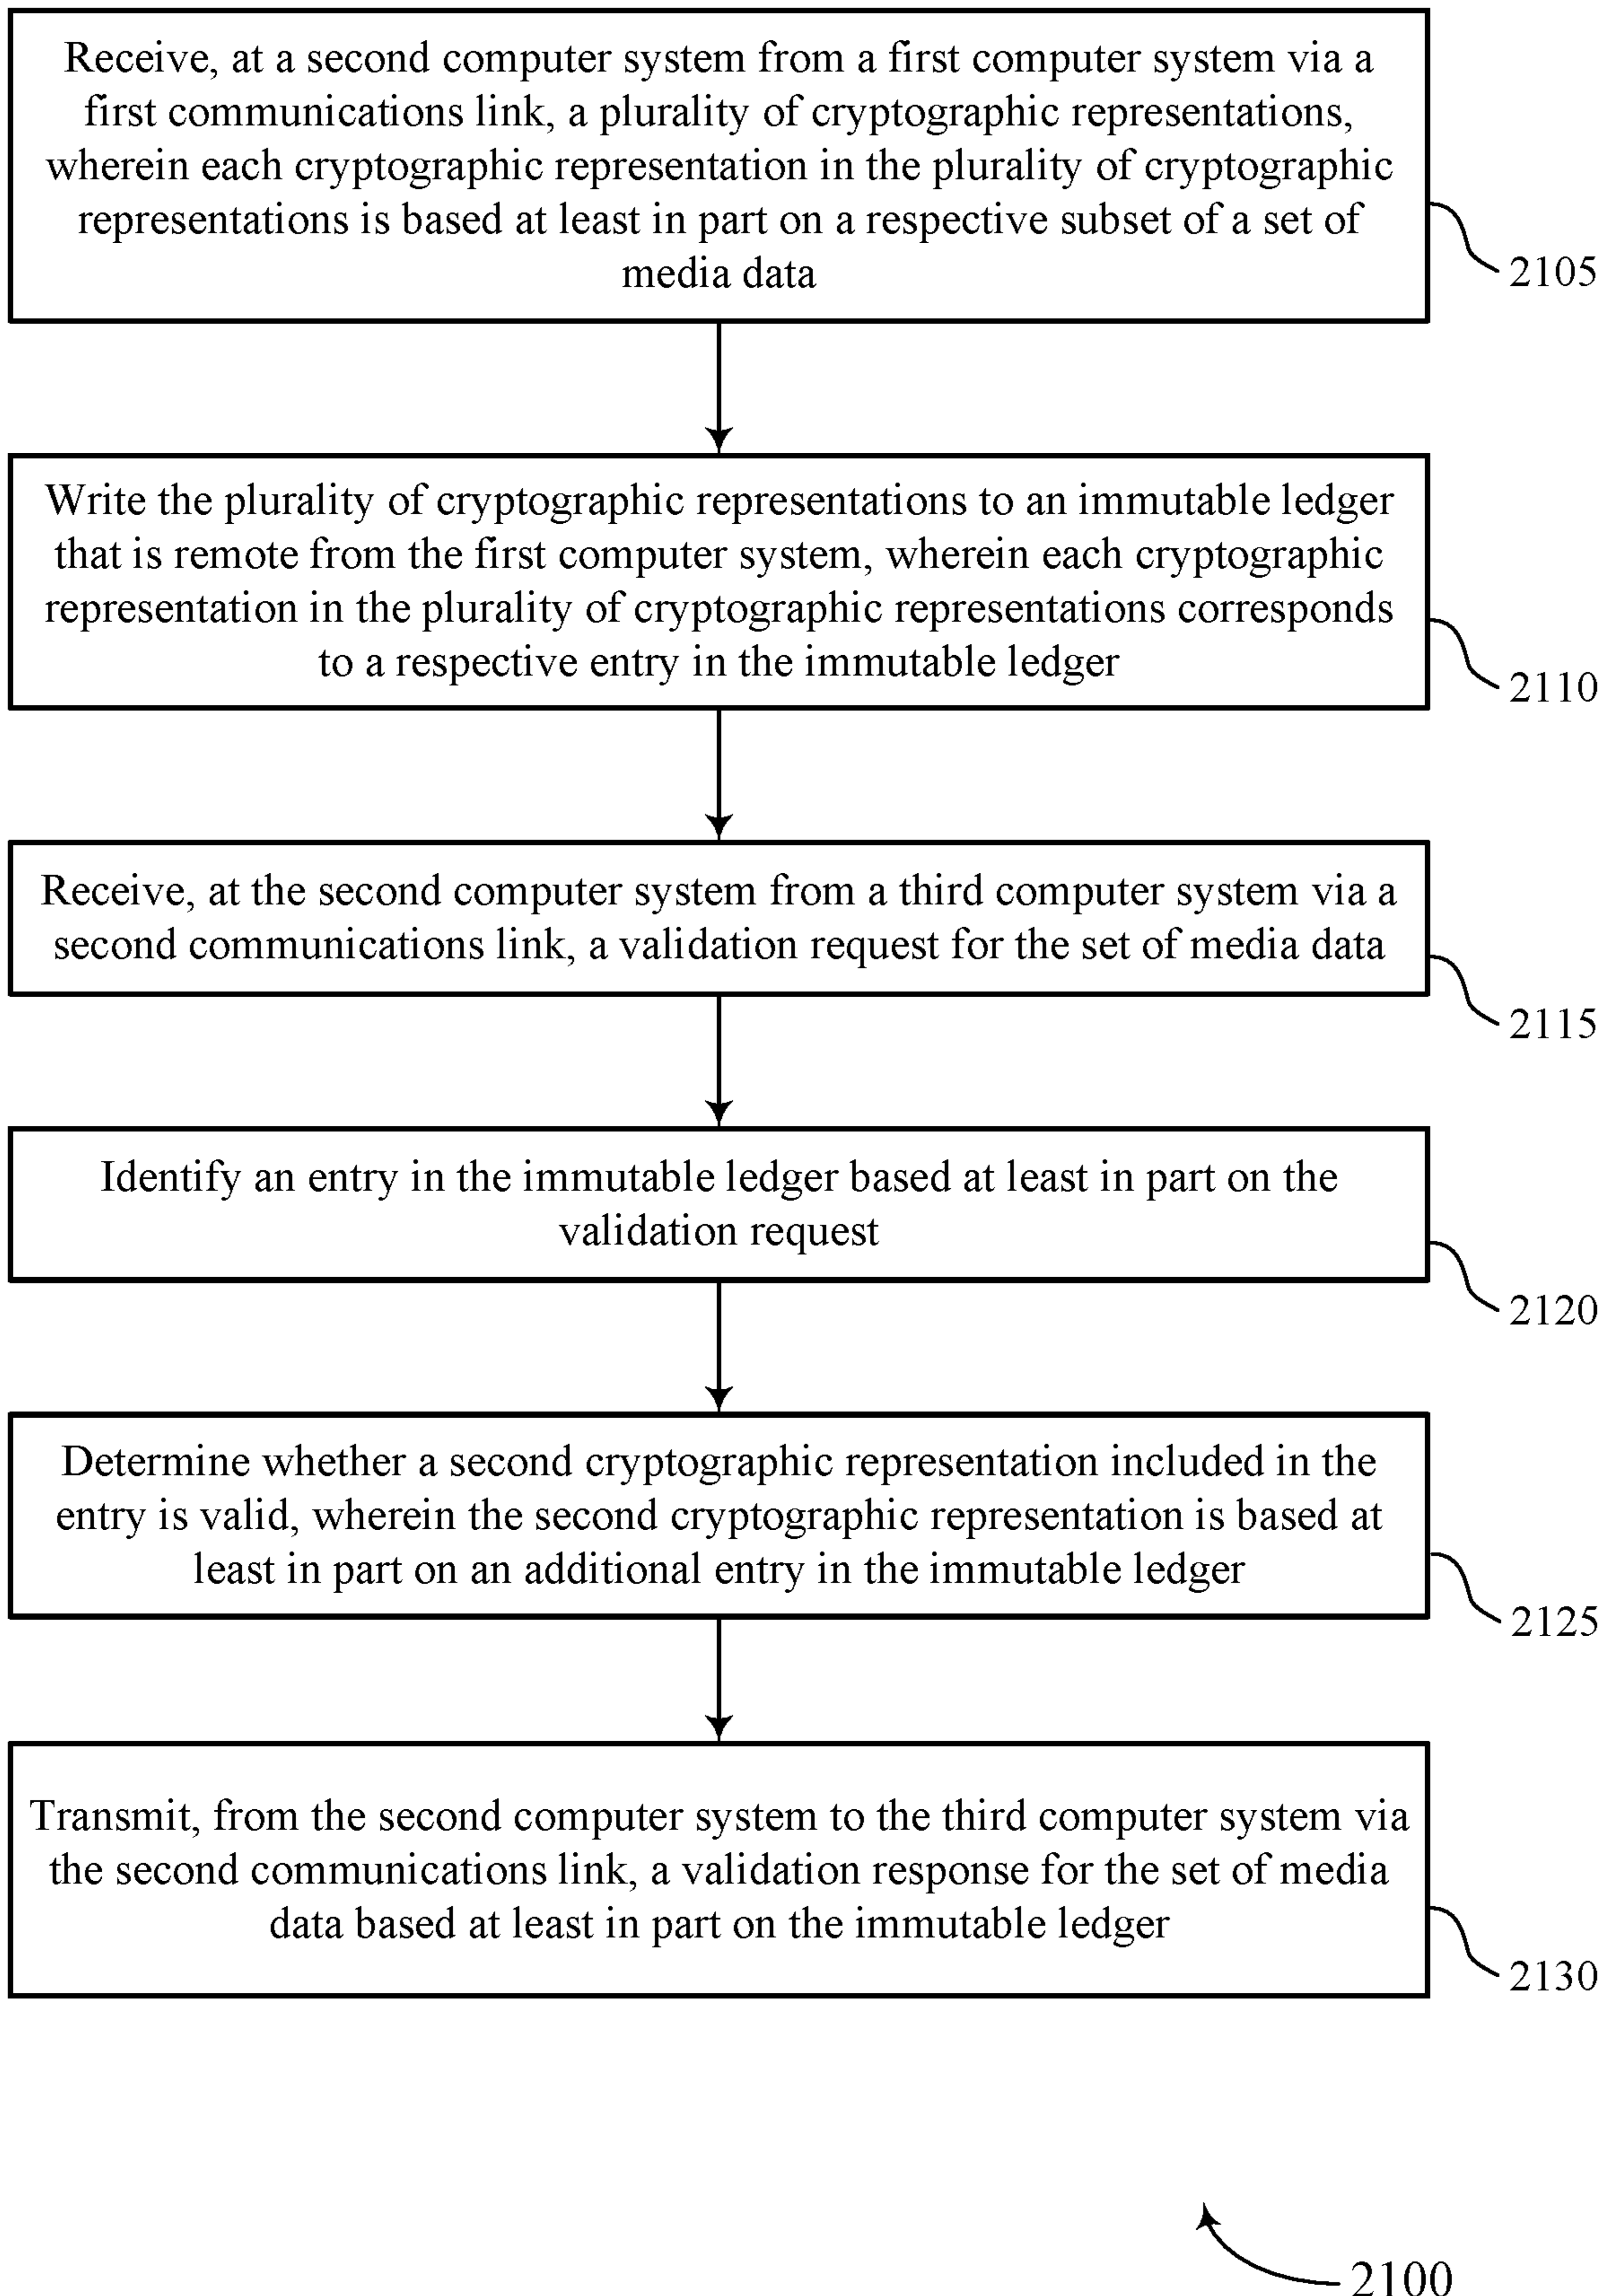 Receive, at a second computer system from a first computer system via a
first communications link, a plurality of cryptographic representations,
wherein each cryptographic representation in the plurality of cryptographic
representations is based at least in part on a respective subset of a set of
media data
2105
Write the plurality of cryptographic representations to an immutable ledger
that is remote from the first computer system, wherein each cryptographic
representation in the plurality of cryptographic representations corresponds
to a respective entry in the immutable ledger
2110
Receive, at the second computer system from a third computer system via a
second communications link, a validation request for the set of media data
2115
Identify an entry in the immutable ledger based at least in part on the
validation request
2120
Determine whether a second cryptographic representation included in the
entry is valid, wherein the second cryptographic representation is based at
least in part on an additional entry in the immutable ledger
2125
Transmit, from the second computer system to the third computer system via
the second communications link, a validation response for the set of media
data based at least in part on the immutable ledger
2130
2100